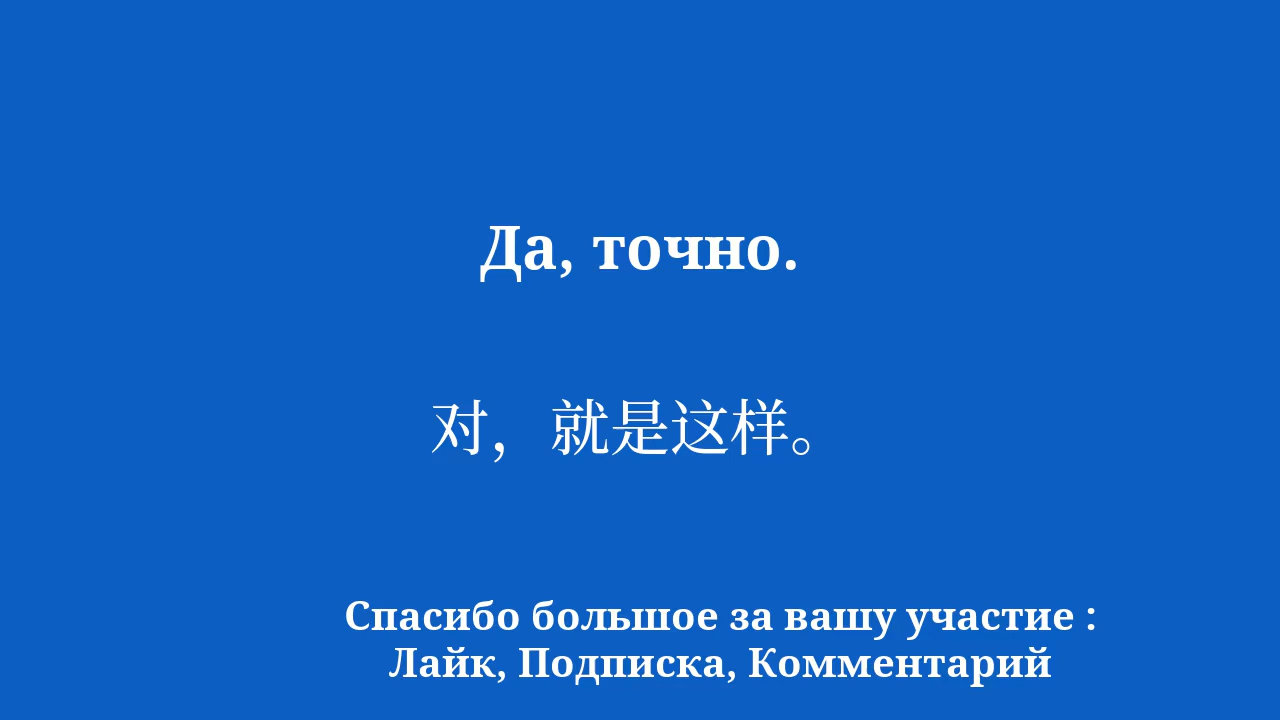 Да, точно.
对，就是这样。
Спасибо большое за вашу участие :
Лайк, Подписка, Комментарий